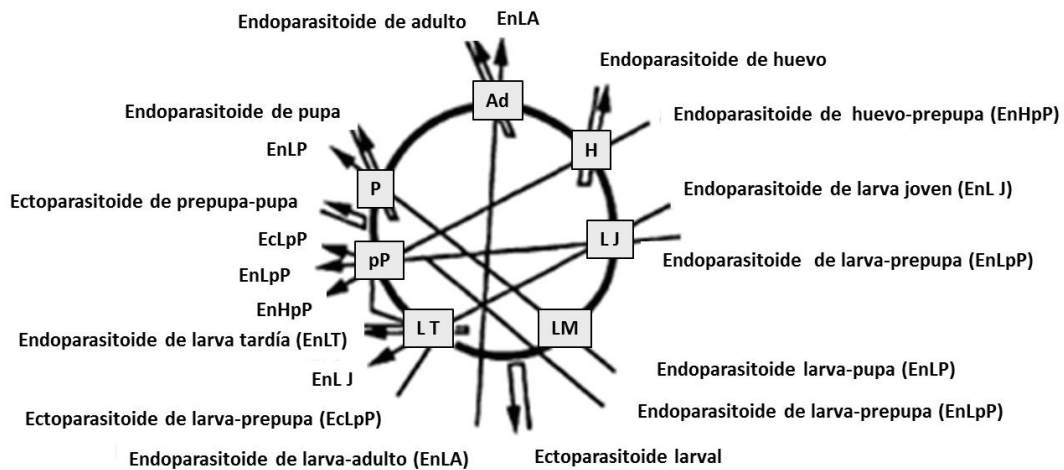 Endoparasitoide de adulto
EnLA
Endoparasitoide de huevo
Ad
Endoparasitoide de pupa
Endoparasitoide de huevo-prepupa (EnHpP)
H
EnLP
P
Endoparasitoide de larva joven (EnL J)
Ectoparasitoide de prepupa-pupa
L J
EcLpP
pP
Endoparasitoide de larva-prepupa (EnLpP)
EnLpP
EnHpP
L T
LM
Endoparasitoide de larva tardía (EnLT)
Endoparasitoide larva-pupa (EnLP)
EnL J
Endoparasitoide de larva-prepupa (EnLpP)
Ectoparasitoide de larva-prepupa (EcLpP)
Endoparasitoide de larva-adulto (EnLA)
Ectoparasitoide larval